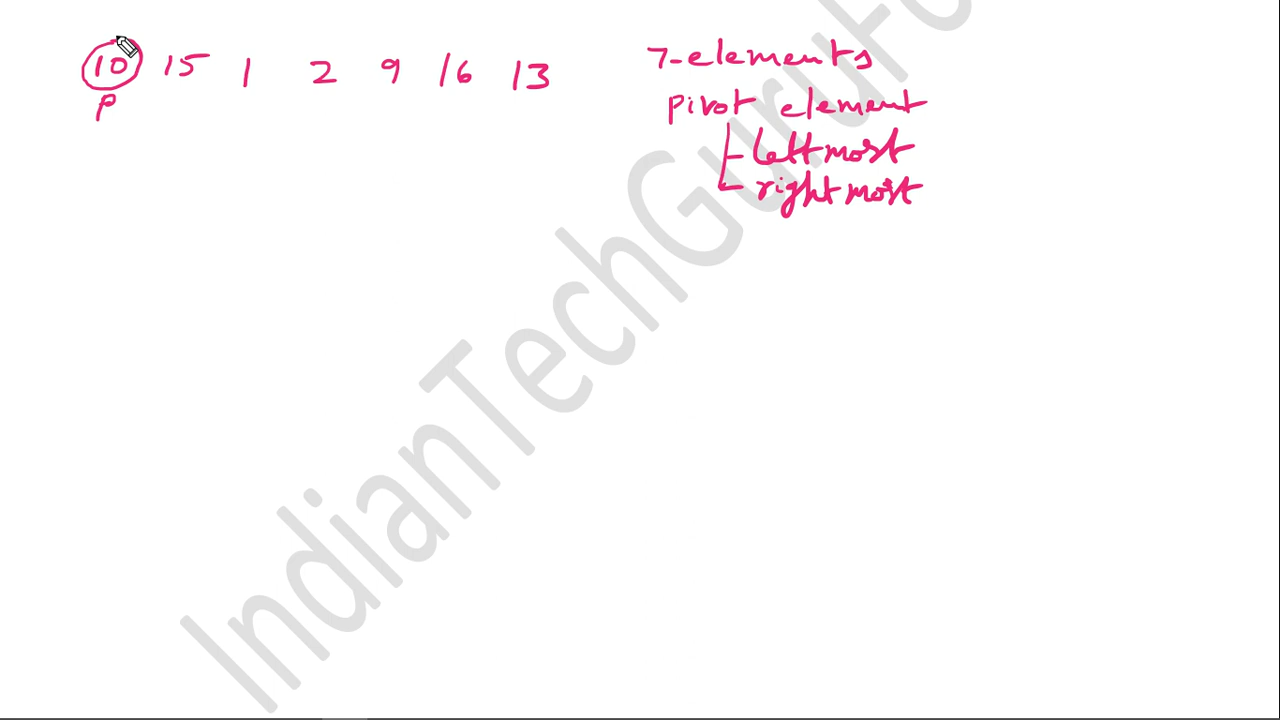 10 15 1 2 9 16 13
p
7-elements
pivot element
leftmost
rightmost
IndianTechGuru